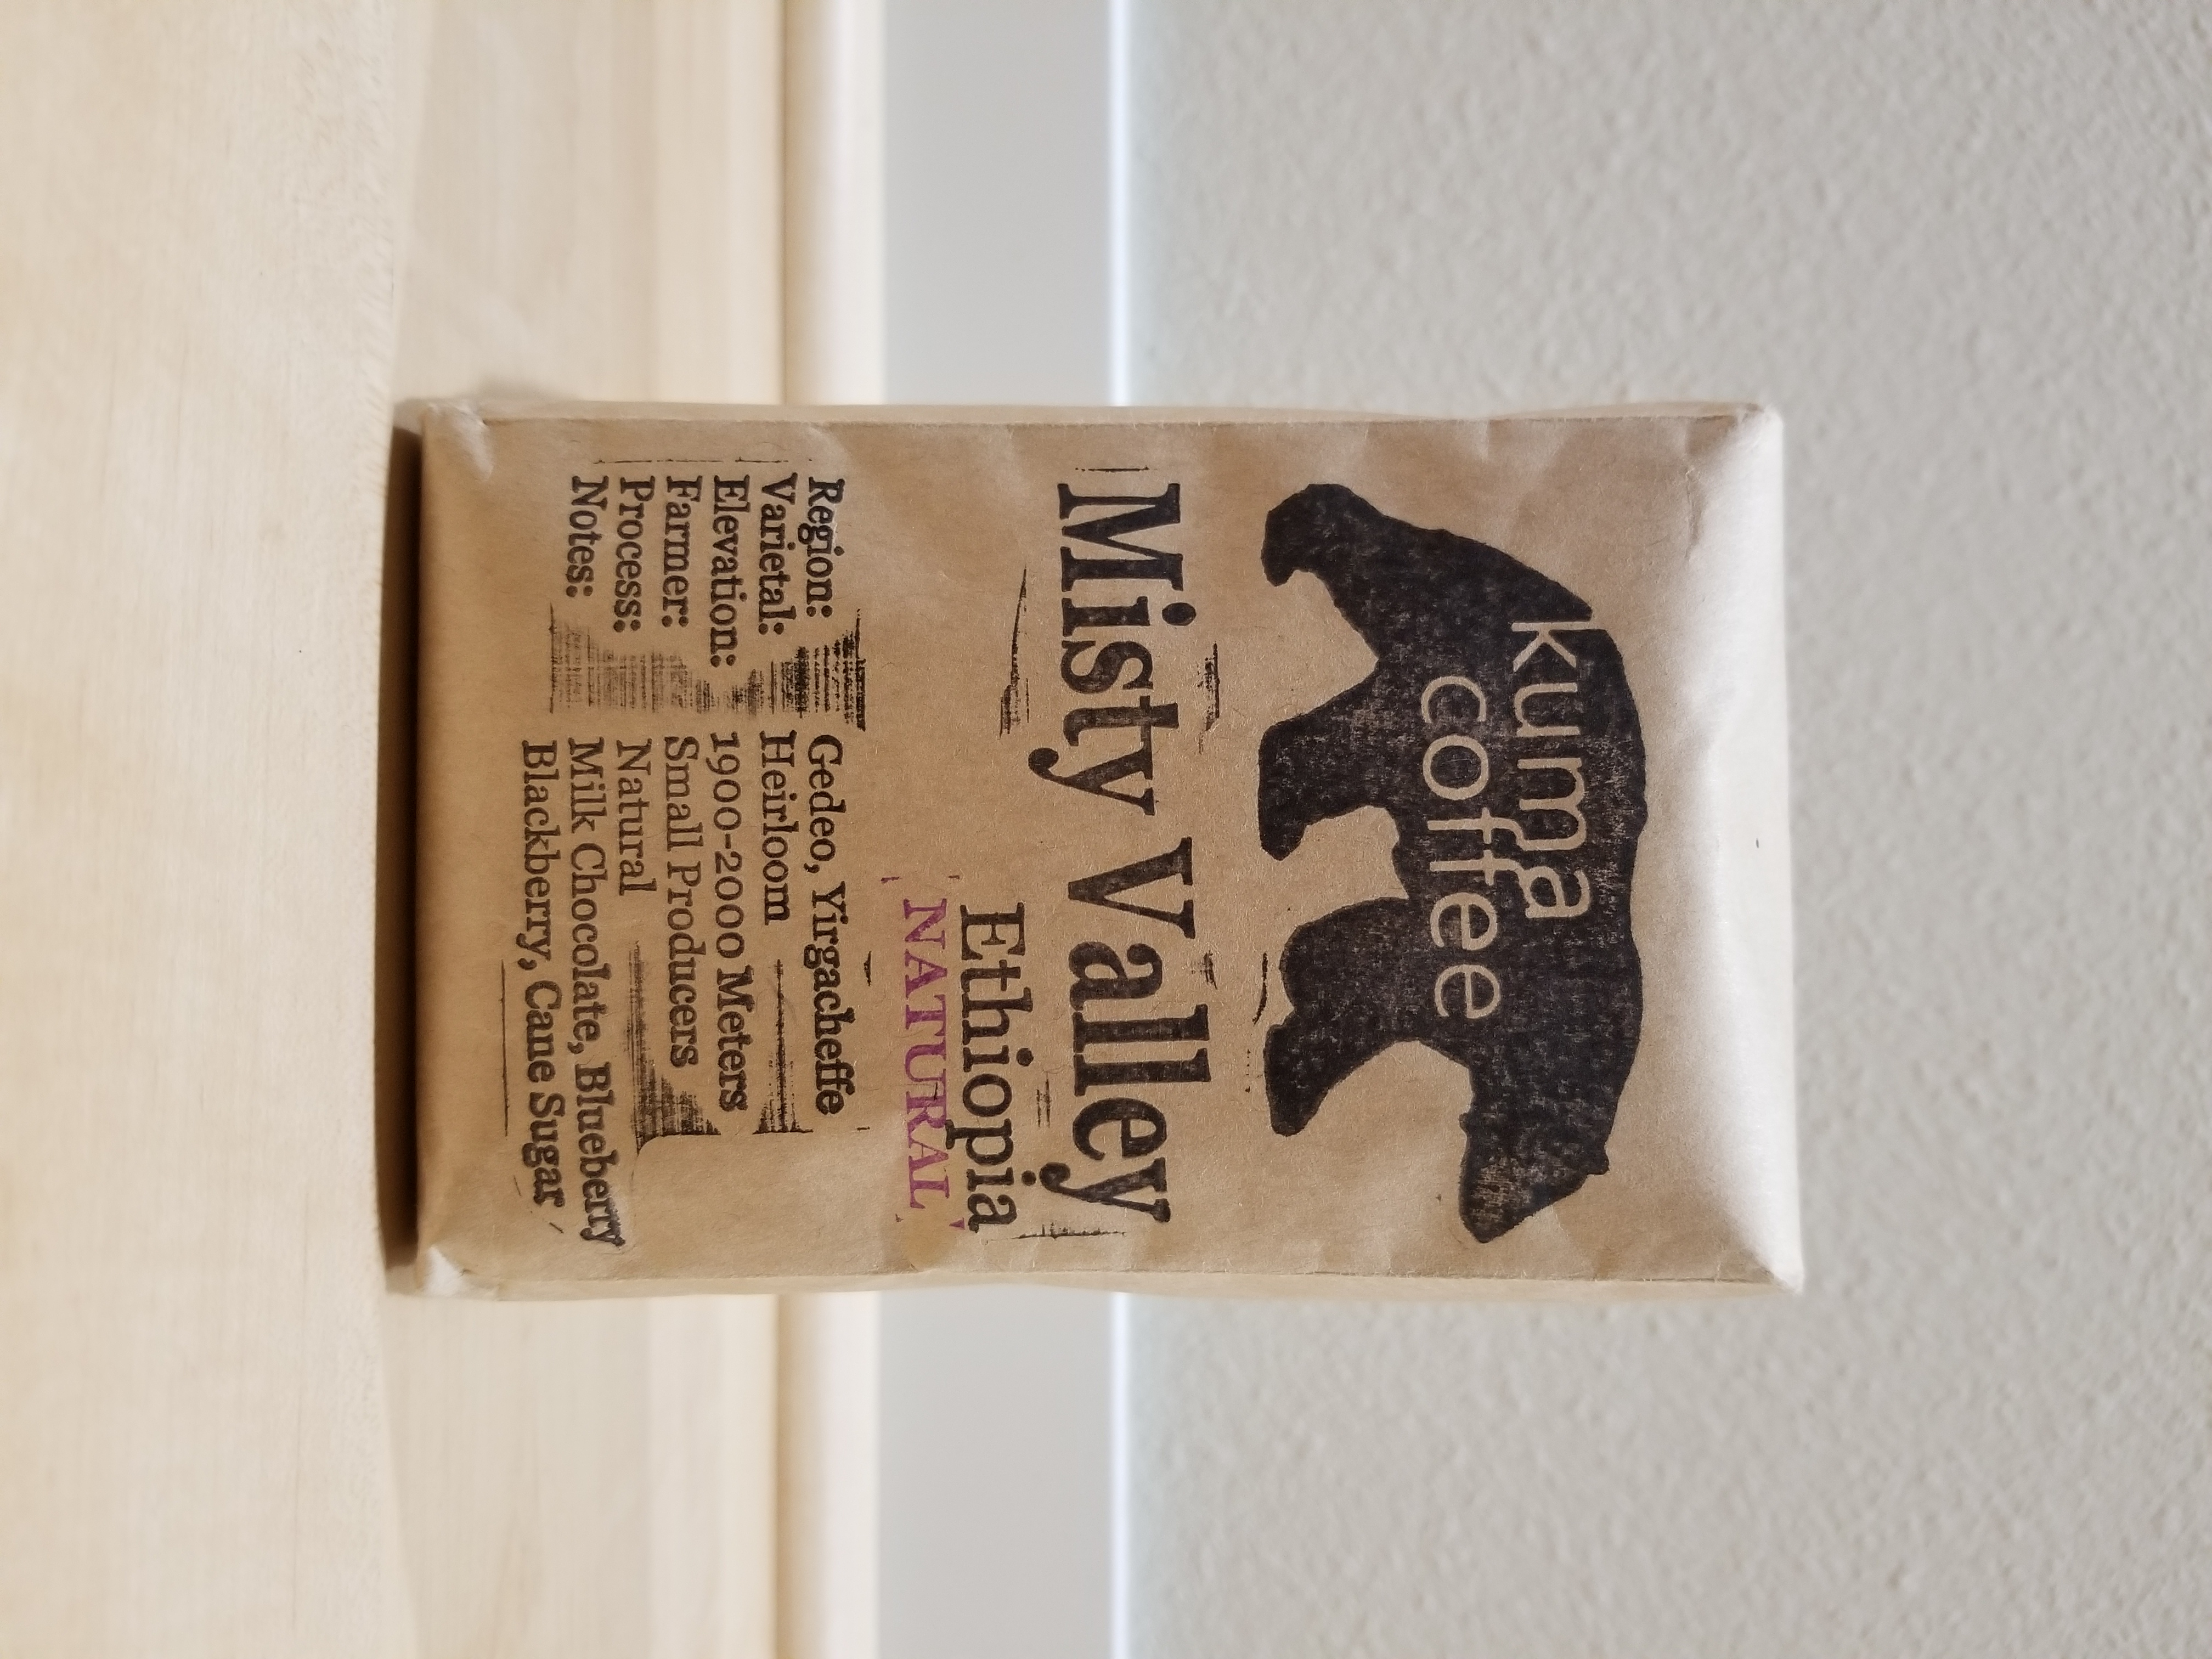 kuma
coffee
Misty Valley
Ethiopia
NATURAL
Region: Gedeo, Yirgacheffe
Varietal: Heirloom
Elevation: 1900-2000 Meters
Farmer: Small Producers
Process: Natural
Notes: Milk Chocolate, Blueberry
Blackberry, Cane Sugar